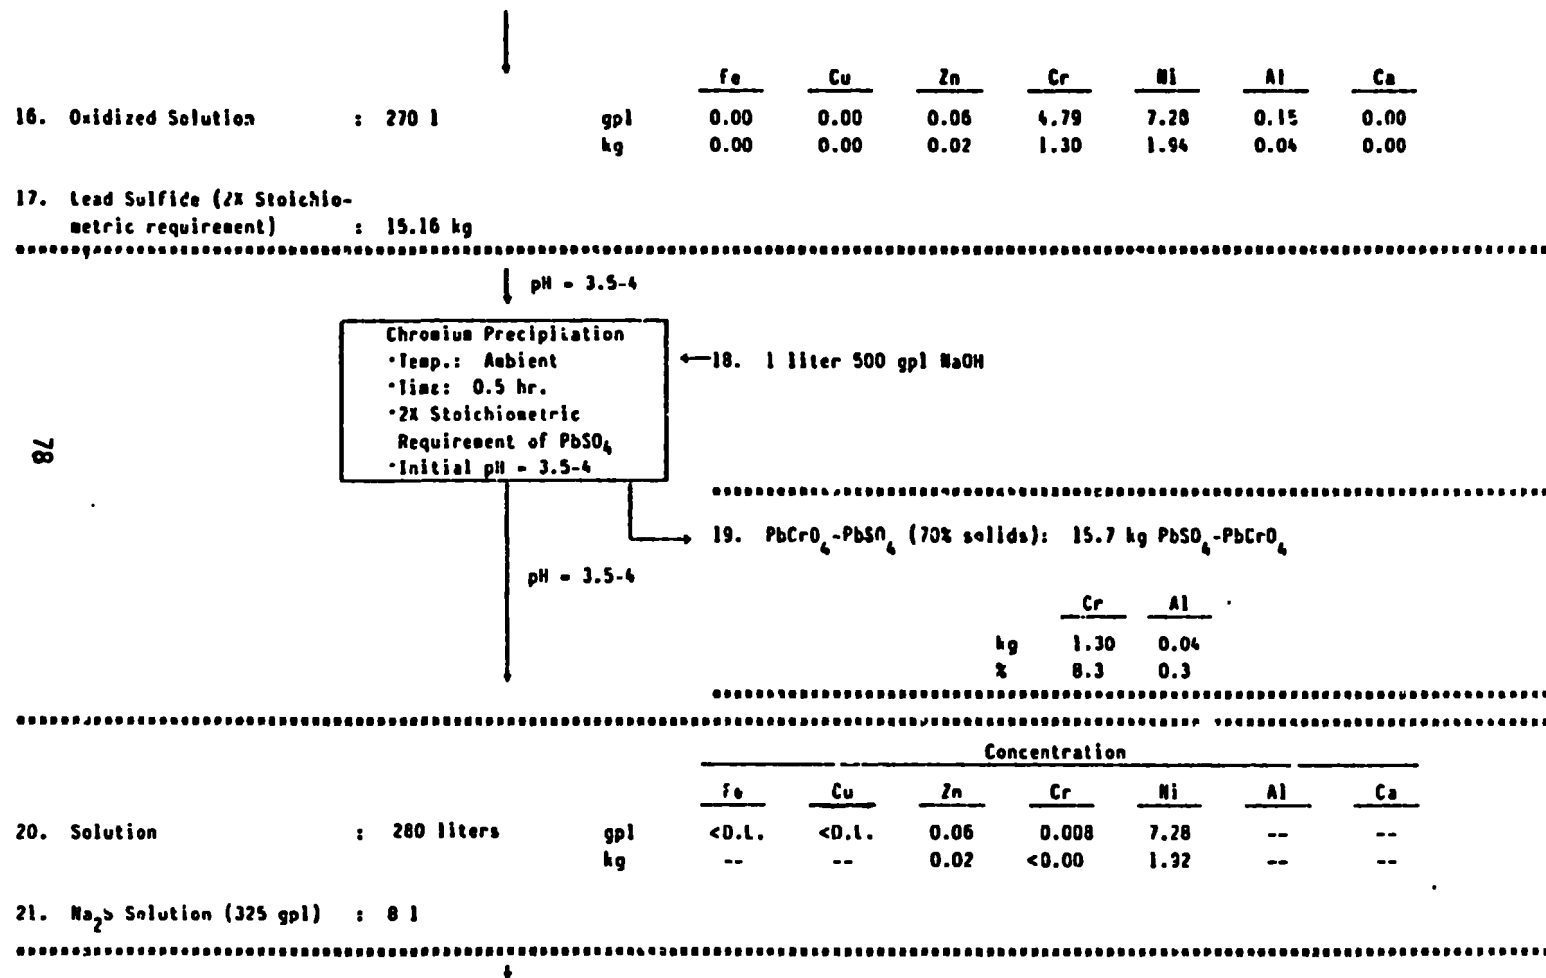 Fe Cu Zn Cr Ni Al Ca
16. Oxidized Solution : 270 l gpl 0.00 0.00 0.06 4.79 7.28 0.15 0.00
kg 0.00 0.00 0.02 1.30 1.94 0.04 0.00
17. Lead Sulfide (2X Stoichio-
metric requirement) : 15.16 kg
pH = 3.5-4
Chromium Precipitation
·Temp.: Ambient
·Time: 0.5 hr.
·2X Stoichiometric
Requirement of PbSO₄
·Initial pH = 3.5-4
18. 1 liter 500 gpl NaOH
78
19. PbCrO₄-PbSO₄ (70% solids): 15.7 kg PbSO₄-PbCrO₄
pH = 3.5-4
Cr Al
kg 1.30 0.04
% 8.3 0.3
Concentration
Fe Cu Zn Cr Ni Al Ca
20. Solution : 280 liters gpl <D.L. <D.L. 0.06 0.008 7.28 -- --
kg -- -- 0.02 <0.00 1.92 -- --
21. Na₂S Solution (325 gpl) : 8 l